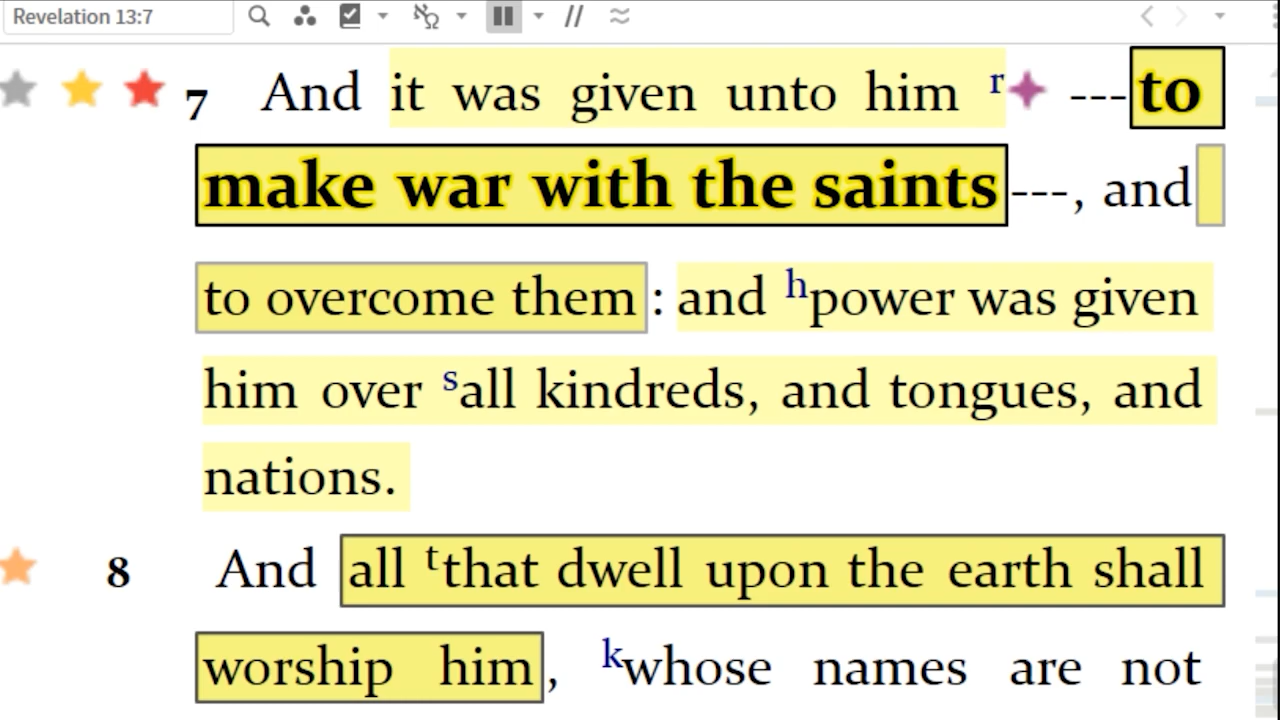 Revelation 13:7
7 And it was given unto him r ---to
make war with the saints---, and
to overcome them : and hpower was given
him over sall kindreds, and tongues, and
nations.
8 And all tthat dwell upon the earth shall
worship him, kwhose names are not